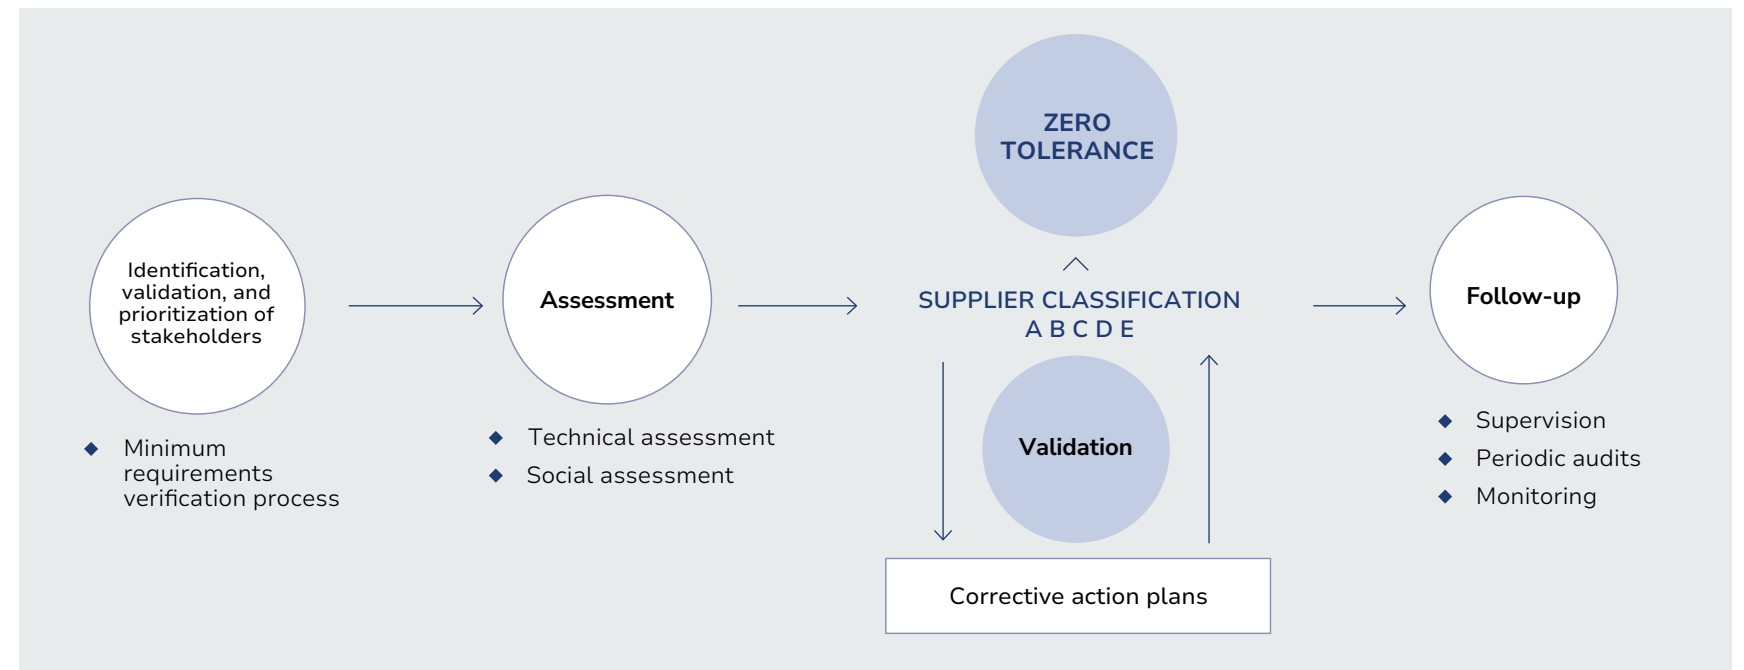 Identification,
validation, and
prioritization of
stakeholders
Minimum
requirements
verification process
Assessment
Technical assessment
Social assessment
ZERO
TOLERANCE
SUPPLIER CLASSIFICATION
A B C D E
Validation
Corrective action plans
Follow-up
Supervision
Periodic audits
Monitoring